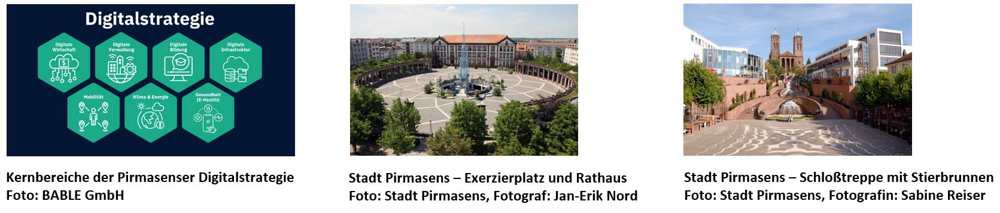 Digitalstrategie
Digitale
Wirtschaft
Digitale
Verwaltung
Digitale
Bildung
Digitale
Infrastruktur
Mobilität
Klima & Energie
Gesundheit
(E-Health)
Kernbereiche der Pirmasenser Digitalstrategie
Foto: BABLE GmbH
Stadt Pirmasens – Exerzierplatz und Rathaus
Foto: Stadt Pirmasens, Fotograf: Jan-Erik Nord
Stadt Pirmasens – Schloßtreppe mit Stierbrunnen
Foto: Stadt Pirmasens, Fotografin: Sabine Reiser